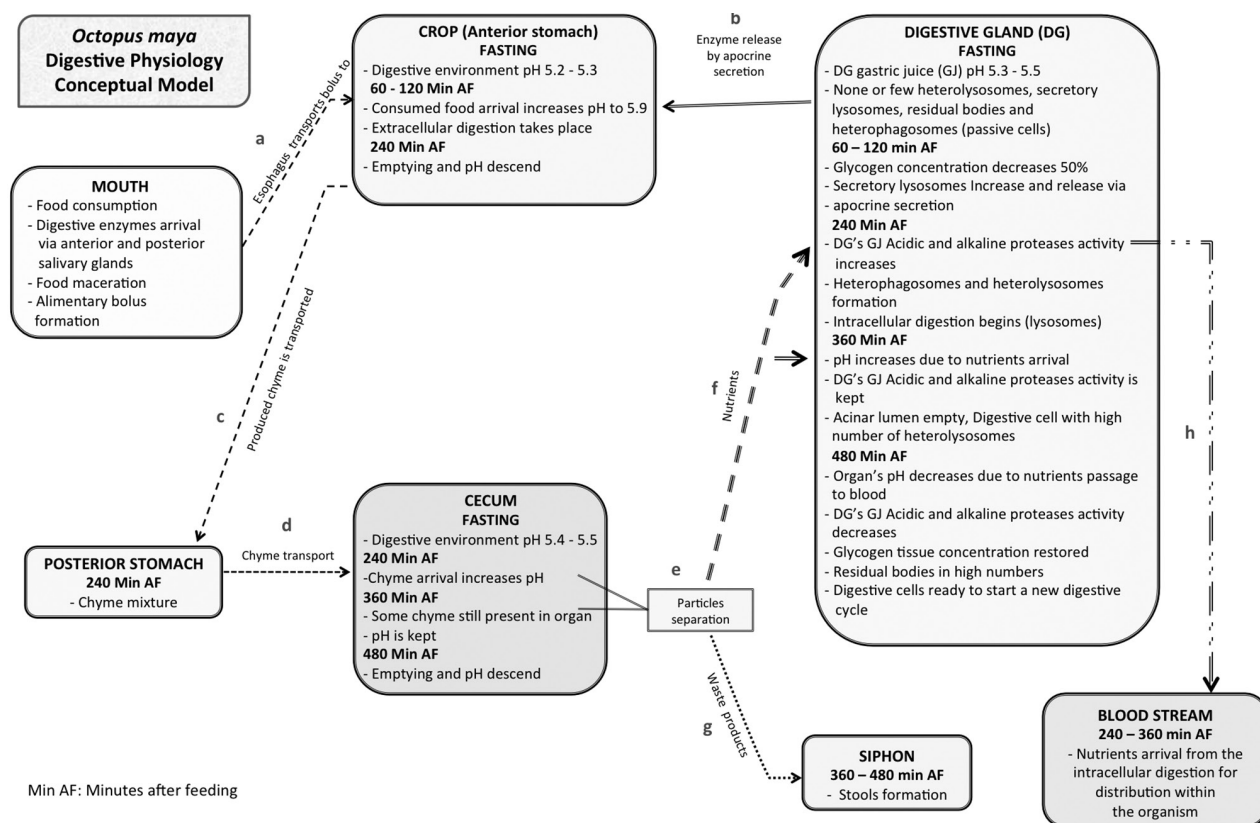 Octopus maya
Digestive Physiology
Conceptual Model
MOUTH
- Food consumption
- Digestive enzymes arrival
via anterior and posterior
salivary glands
- Food maceration
- Alimentary bolus
formation
a
Esophagus transports bolus to
CROP (Anterior stomach)
FASTING
- Digestive environment pH 5.2 - 5.3
60 - 120 Min AF
- Consumed food arrival increases pH to 5.9
- Extracellular digestion takes place
240 Min AF
- Emptying and pH descend
b
Enzyme release
by apocrine
secretion
DIGESTIVE GLAND (DG)
FASTING
- DG gastric juice (GJ) pH 5.3 - 5.5
- None or few heterolysosomes, secretory
lysosomes, residual bodies and
heterophagosomes (passive cells)
60 – 120 min AF
- Glycogen concentration decreases 50%
- Secretory lysosomes Increase and release via
- apocrine secretion
240 Min AF
- DG's GJ Acidic and alkaline proteases activity
increases
- Heterophagosomes and heterolysosomes
formation
- Intracellular digestion begins (lysosomes)
360 Min AF
- pH increases due to nutrients arrival
- DG's GJ Acidic and alkaline proteases activity is
kept
- Acinar lumen empty, Digestive cell with high
number of heterolysosomes
480 Min AF
- Organ's pH decreases due to nutrients passage
to blood
- DG's GJ Acidic and alkaline proteases activity
decreases
- Glycogen tissue concentration restored
- Residual bodies in high numbers
- Digestive cells ready to start a new digestive
cycle
c
Produced chyme is transported
POSTERIOR STOMACH
240 Min AF
- Chyme mixture
d
Chyme transport
CECUM
FASTING
- Digestive environment pH 5.4 - 5.5
240 Min AF
-Chyme arrival increases pH
360 Min AF
- Some chyme still present in organ
- pH is kept
480 Min AF
- Emptying and pH descend
e
Particles
separation
f
Nutrients
g
Waste products
SIPHON
360 – 480 min AF
- Stools formation
h
BLOOD STREAM
240 – 360 min AF
- Nutrients arrival from the
intracellular digestion for
distribution within
the organism
Min AF: Minutes after feeding